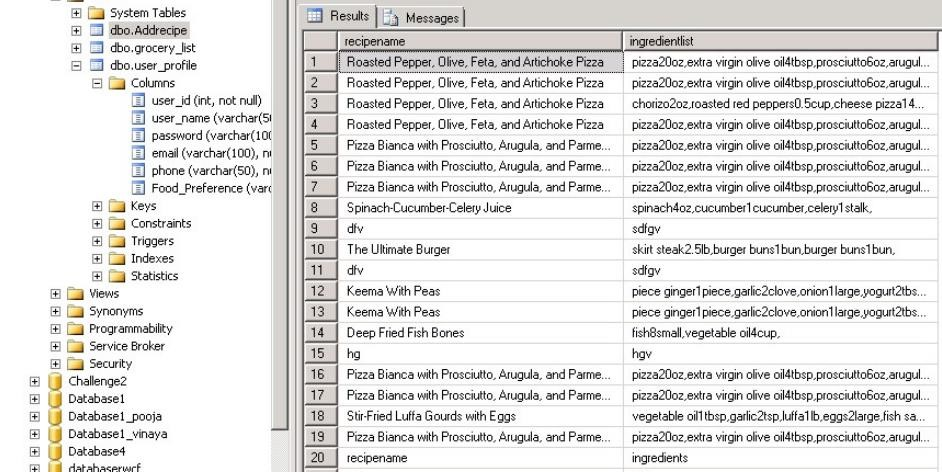 System Tables
dbo.Addrecipe
dbo.grocery_list
dbo.user_profile
Columns
user_id (int, not null)
user_name (varchar(5
password (varchar(10
email (varchar(100), n
phone (varchar(50), n
Food_Preference (varc
Keys
Constraints
Triggers
Indexes
Statistics
Views
Synonyms
Programmability
Service Broker
Security
Challenge2
Database1
Database1_pooja
Database1_vinaya
Database4
databaserwcf
Results Messages
recipename ingredientlist
1 Roasted Pepper, Olive, Feta, and Artichoke Pizza pizza20oz,extra virgin olive oil4tbsp,prosciutto6oz,arugul...
2 Roasted Pepper, Olive, Feta, and Artichoke Pizza pizza20oz,extra virgin olive oil4tbsp,prosciutto6oz,arugul...
3 Roasted Pepper, Olive, Feta, and Artichoke Pizza chorizo2oz,roasted red peppers0.5cup,cheese pizza14...
4 Roasted Pepper, Olive, Feta, and Artichoke Pizza pizza20oz,extra virgin olive oil4tbsp,prosciutto6oz,arugul...
5 Pizza Bianca with Prosciutto, Arugula, and Parme... pizza20oz,extra virgin olive oil4tbsp,prosciutto6oz,arugul...
6 Pizza Bianca with Prosciutto, Arugula, and Parme... pizza20oz,extra virgin olive oil4tbsp,prosciutto6oz,arugul...
7 Pizza Bianca with Prosciutto, Arugula, and Parme... pizza20oz,extra virgin olive oil4tbsp,prosciutto6oz,arugul...
8 Spinach-Cucumber-Celery Juice spinach4oz,cucumber1cucumber,celery1stalk,
9 dfv sdfgv
10 The Ultimate Burger skirt steak2.5lb,burger buns1bun,burger buns1bun,
11 dfv sdfgv
12 Keema With Peas piece ginger1piece,garlic2clove,onion1large,yogurt2tbs...
13 Keema With Peas piece ginger1piece,garlic2clove,onion1large,yogurt2tbs...
14 Deep Fried Fish Bones fish8small,vegetable oil4cup,
15 hg hgv
16 Pizza Bianca with Prosciutto, Arugula, and Parme... pizza20oz,extra virgin olive oil4tbsp,prosciutto6oz,arugul...
17 Pizza Bianca with Prosciutto, Arugula, and Parme... pizza20oz,extra virgin olive oil4tbsp,prosciutto6oz,arugul...
18 Stir-Fried Luffa Gourds with Eggs vegetable oil1tbsp,garlic2tsp,luffa1lb,eggs2large,fish sa...
19 Pizza Bianca with Prosciutto, Arugula, and Parme... pizza20oz,extra virgin olive oil4tbsp,prosciutto6oz,arugul...
20 recipename ingredients